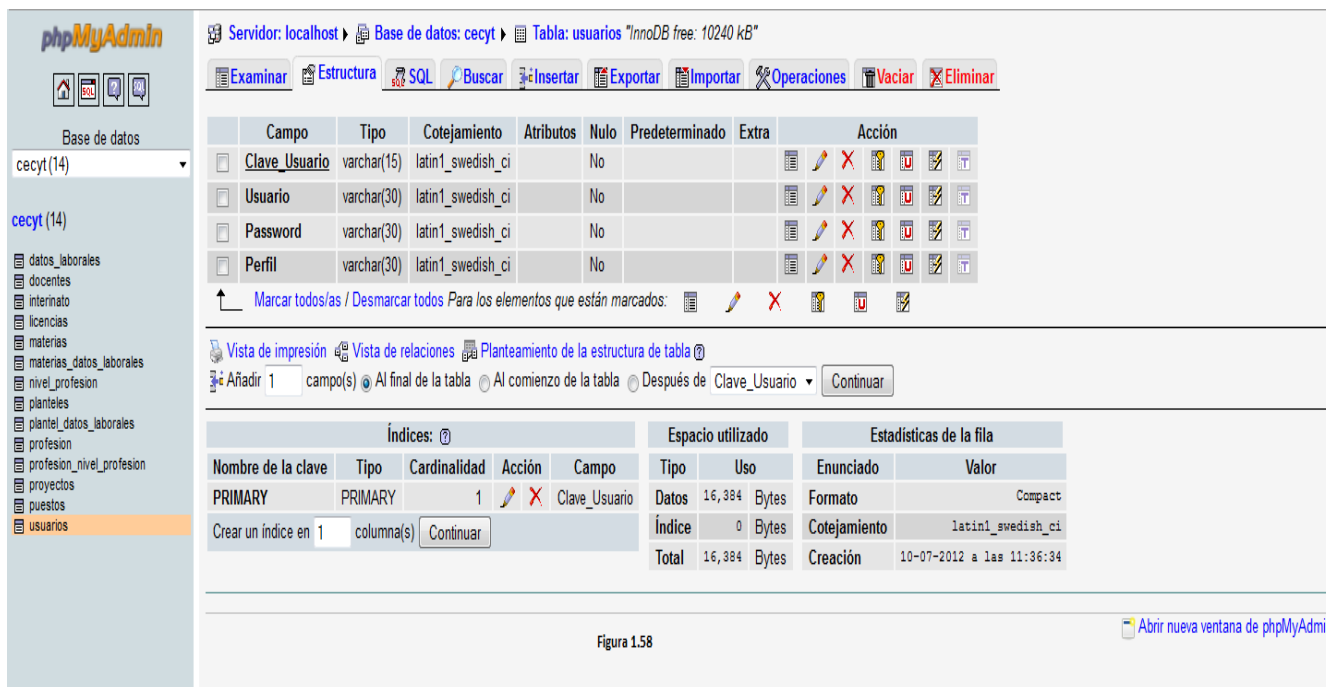 phpMyAdmin
Base de datos
cecyt (14)
cecyt (14)
datos_laborales
docentes
interinato
licencias
materias
materias_datos_laborales
nivel_profesion
planteles
plantel_datos_laborales
profesion
profesion_nivel_profesion
proyectos
puestos
usuarios
Servidor: localhost Base de datos: cecyt Tabla: usuarios "InnoDB free: 10240 kB"
Examinar Estructura SQL Buscar Insertar Exportar Importar Operaciones Vaciar Eliminar
Campo Tipo Cotejamiento Atributos Nulo Predeterminado Extra Acción
Clave_Usuario varchar(15) latin1_swedish_ci No
Usuario varchar(30) latin1_swedish_ci No
Password varchar(30) latin1_swedish_ci No
Perfil varchar(30) latin1_swedish_ci No
Marcar todos/as / Desmarcar todos Para los elementos que están marcados:
Vista de impresión Vista de relaciones Planteamiento de la estructura de tabla
Añadir 1 campo(s) Al final de la tabla Al comienzo de la tabla Después de Clave_Usuario Continuar
Índices:
Nombre de la clave Tipo Cardinalidad Acción Campo
PRIMARY PRIMARY 1 Clave_Usuario
Crear un índice en 1 columna(s) Continuar
Espacio utilizado
Tipo Uso
Datos 16,384 Bytes
Índice 0 Bytes
Total 16,384 Bytes
Estadísticas de la fila
Enunciado Valor
Formato Compact
Cotejamiento latin1_swedish_ci
Creación 10-07-2012 a las 11:36:34
Abrir nueva ventana de phpMyAdmi
Figura 1.58